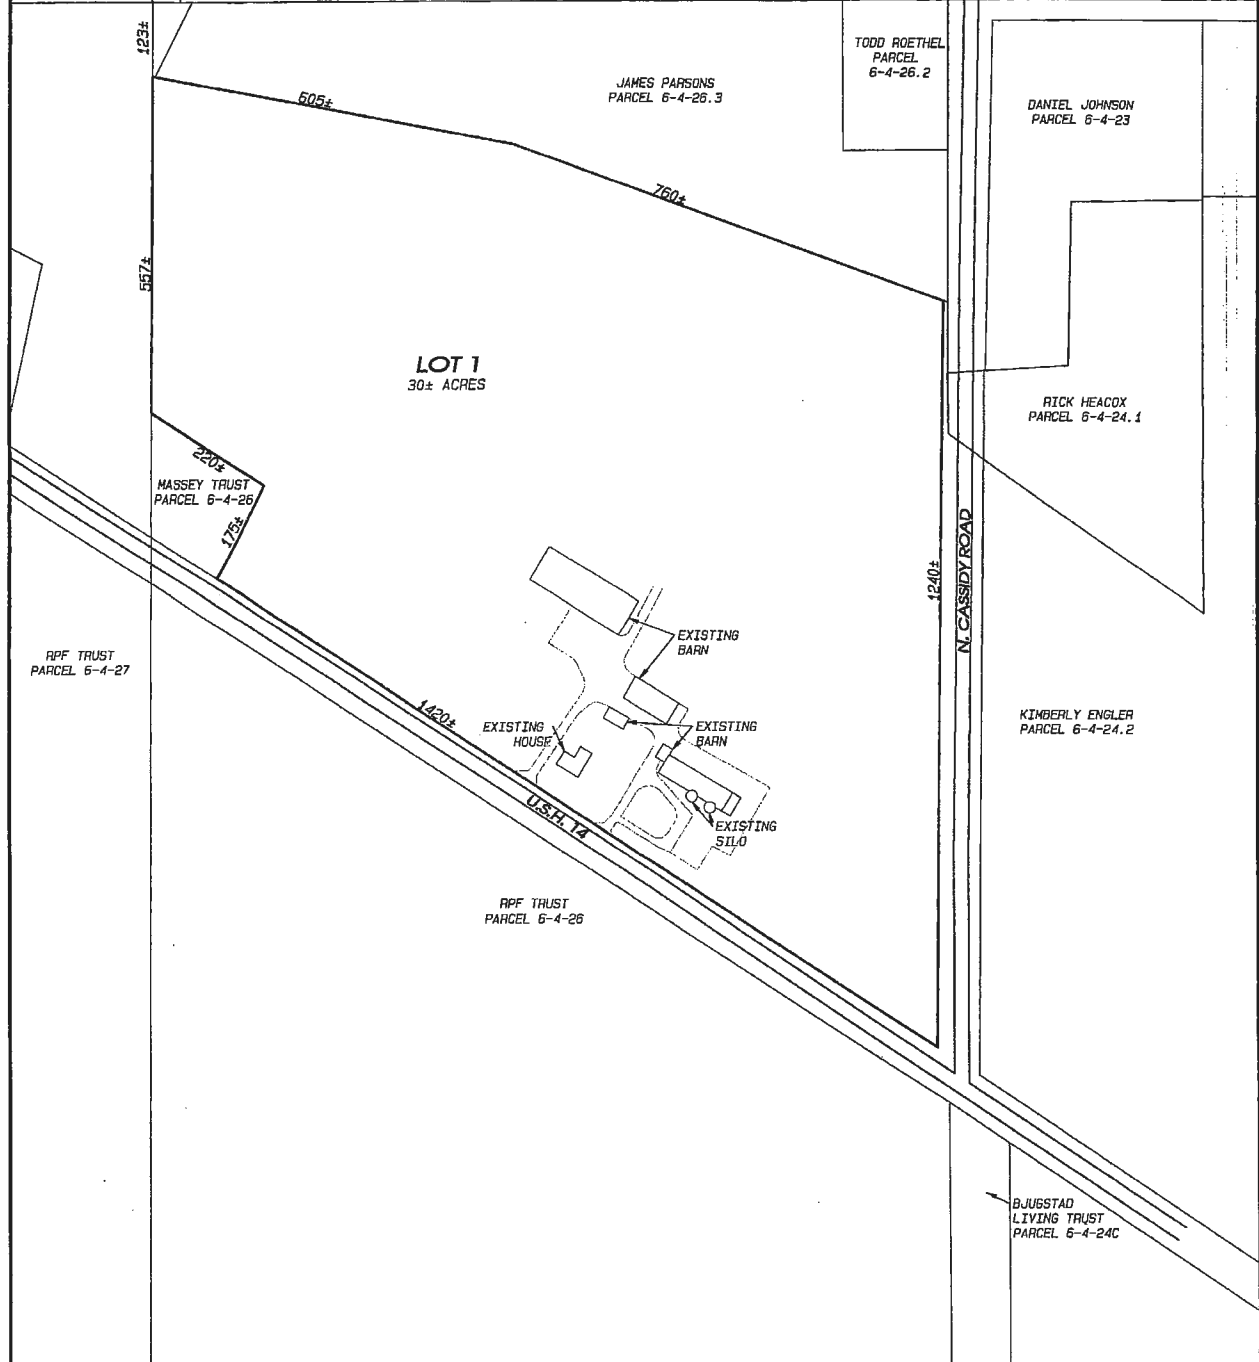 123±
TODD ROETHEL
PARCEL
6-4-26.2
JAMES PARSONS
PARCEL 6-4-26.3
605±
DANIEL JOHNSON
PARCEL 6-4-23
760±
557±
LOT 1
30± ACRES
RICK HEACOX
PARCEL 6-4-24.1
220±
MASSEY TRUST
PARCEL 6-4-26
175±
N. CASSIDY ROAD
1240±
EXISTING
BARN
RPF TRUST
PARCEL 6-4-27
1420±
EXISTING
HOUSE
EXISTING
BARN
KIMBERLY ENGLER
PARCEL 6-4-24.2
U.S.H. 14
EXISTING
SILO
RPF TRUST
PARCEL 6-4-26
BJUGSTAD
LIVING TRUST
PARCEL 6-4-24C